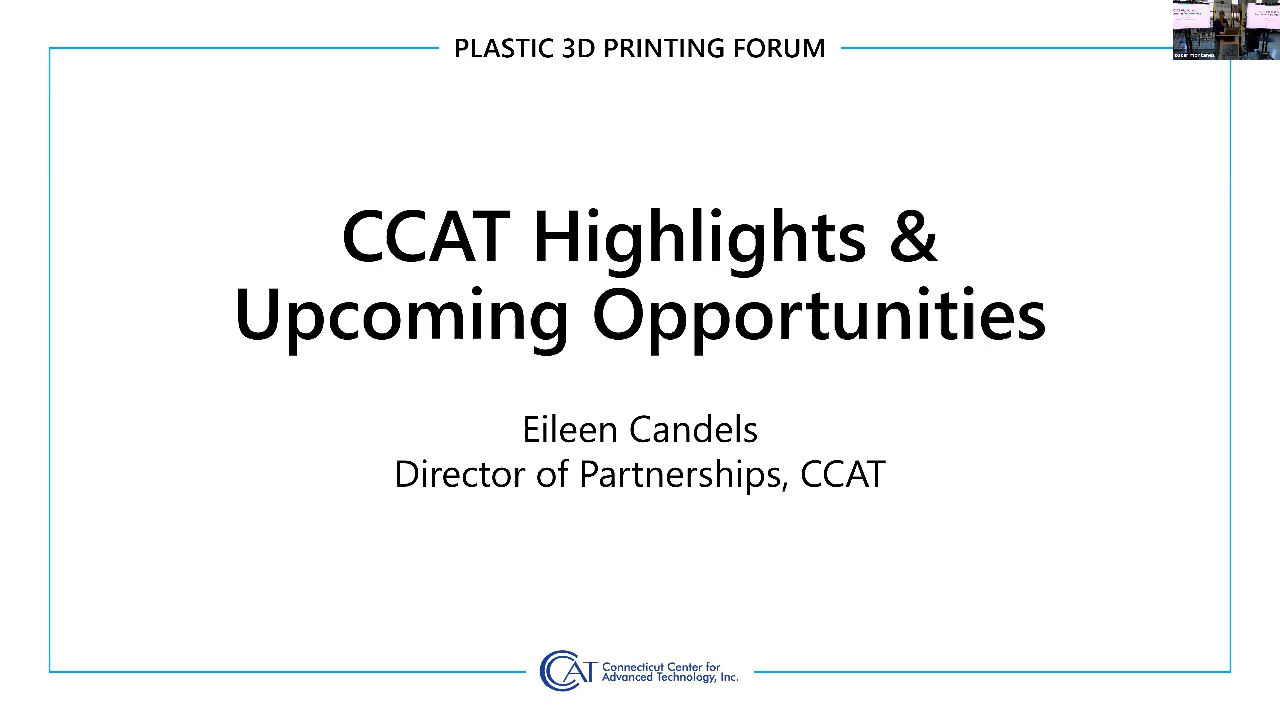 PLASTIC 3D PRINTING FORUM
CCAT Highlights &
Upcoming Opportunities
Eileen Candels
Director of Partnerships, CCAT
CCAT Connecticut Center for
Advanced Technology, Inc.